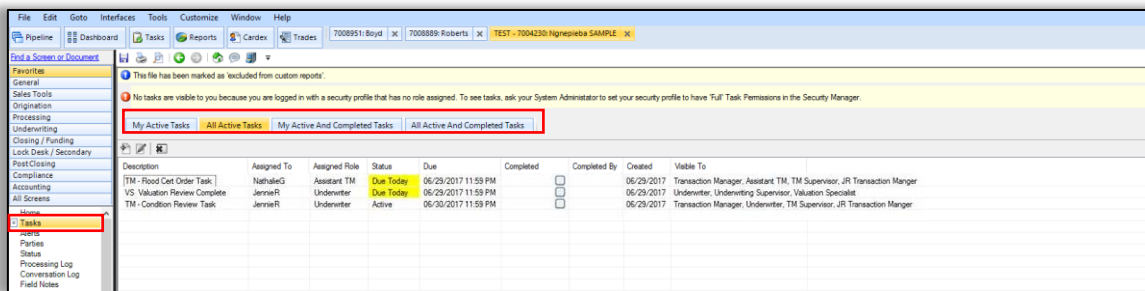 File Edit Goto Interfaces Tools Customize Window Help
Pipeline Dashboard Tasks Reports Cardex Trades 7008951: Boyd x 7008889: Roberts x TEST - 7004230: Ngnepieba SAMPLE x
Find a Screen or Document
Favorites
General
Sales Tools
Origination
Processing
Underwriting
Closing / Funding
Lock Desk / Secondary
Post Closing
Compliance
Accounting
All Screens
Home
Tasks
Alerts
Parties
Status
Processing Log
Conversation Log
Field Notes
This file has been marked as 'excluded from custom reports'.
No tasks are visible to you because you are logged in with a security profile that has no role assigned. To see tasks, ask your System Administator to set your security profile to have 'Full' Task Permissions in the Security Manager.
My Active Tasks All Active Tasks My Active And Completed Tasks All Active And Completed Tasks
Description Assigned To Assigned Role Status Due Completed Completed By Created Visible To
TM - Flood Cert Order Task NathalieG Assistant TM Due Today 06/29/2017 11:59 PM 06/29/2017 Transaction Manager, Assistant TM, TM Supervisor, JR Transaction Manger
VS Valuation Review Complete JennieR Underwriter Due Today 06/29/2017 11:59 PM 06/29/2017 Underwriter, Underwriting Supervisor, Valuation Specialist
TM - Condition Review Task JennieR Underwriter Active 06/30/2017 11:59 PM 06/29/2017 Transaction Manager, Underwriter, TM Supervisor, JR Transaction Manger